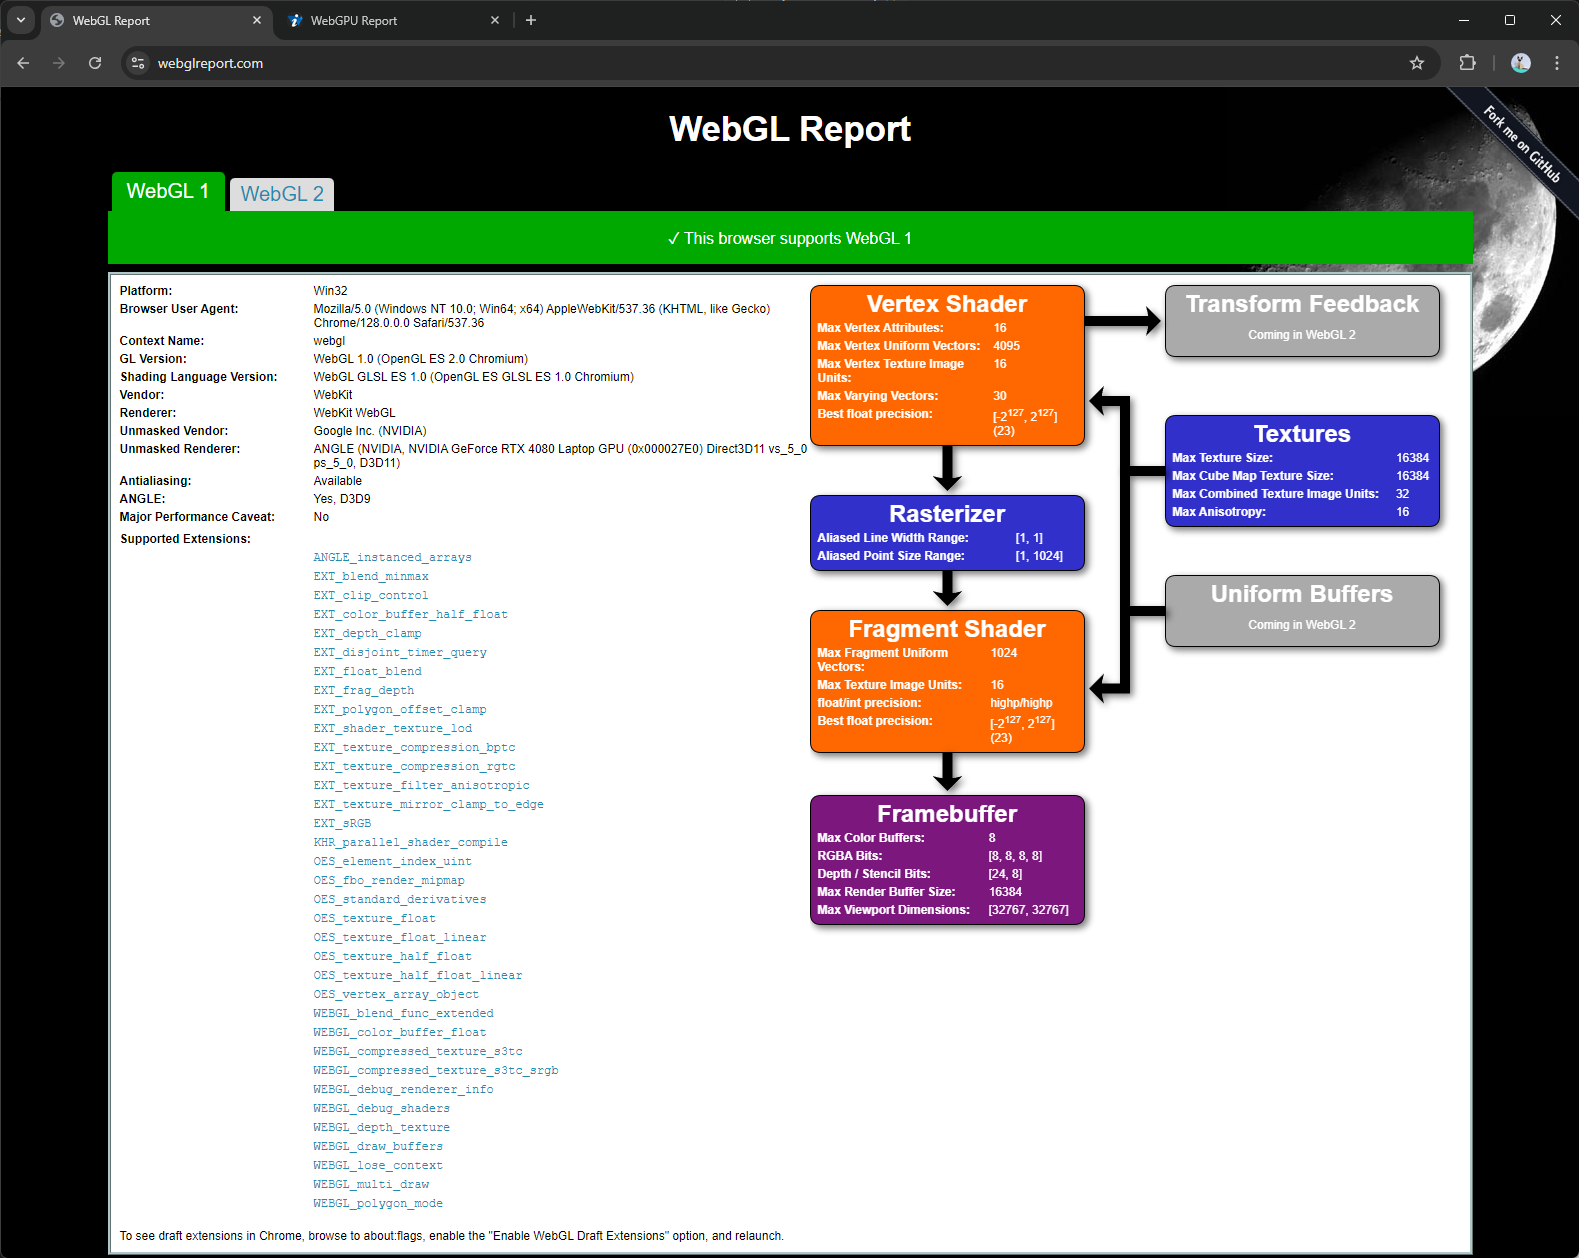 WebGL Report
WebGPU Report
webglreport.com
Fork me on GitHub
WebGL Report
WebGL 1
WebGL 2
✓ This browser supports WebGL 1
Platform: Win32
Browser User Agent: Mozilla/5.0 (Windows NT 10.0; Win64; x64) AppleWebKit/537.36 (KHTML, like Gecko)
Chrome/128.0.0.0 Safari/537.36
Context Name: webgl
GL Version: WebGL 1.0 (OpenGL ES 2.0 Chromium)
Shading Language Version: WebGL GLSL ES 1.0 (OpenGL ES GLSL ES 1.0 Chromium)
Vendor: WebKit
Renderer: WebKit WebGL
Unmasked Vendor: Google Inc. (NVIDIA)
Unmasked Renderer: ANGLE (NVIDIA, NVIDIA GeForce RTX 4080 Laptop GPU (0x000027E0) Direct3D11 vs_5_0
ps_5_0, D3D11)
Antialiasing: Available
ANGLE: Yes, D3D9
Major Performance Caveat: No
Supported Extensions:
ANGLE_instanced_arrays
EXT_blend_minmax
EXT_clip_control
EXT_color_buffer_half_float
EXT_depth_clamp
EXT_disjoint_timer_query
EXT_float_blend
EXT_frag_depth
EXT_polygon_offset_clamp
EXT_shader_texture_lod
EXT_texture_compression_bptc
EXT_texture_compression_rgtc
EXT_texture_filter_anisotropic
EXT_texture_mirror_clamp_to_edge
EXT_sRGB
KHR_parallel_shader_compile
OES_element_index_uint
OES_fbo_render_mipmap
OES_standard_derivatives
OES_texture_float
OES_texture_float_linear
OES_texture_half_float
OES_texture_half_float_linear
OES_vertex_array_object
WEBGL_blend_func_extended
WEBGL_color_buffer_float
WEBGL_compressed_texture_s3tc
WEBGL_compressed_texture_s3tc_srgb
WEBGL_debug_renderer_info
WEBGL_debug_shaders
WEBGL_depth_texture
WEBGL_draw_buffers
WEBGL_lose_context
WEBGL_multi_draw
WEBGL_polygon_mode
To see draft extensions in Chrome, browse to about:flags, enable the "Enable WebGL Draft Extensions" option, and relaunch.
Vertex Shader
Max Vertex Attributes: 16
Max Vertex Uniform Vectors: 4095
Max Vertex Texture Image 16
Units:
Max Varying Vectors: 30
Best float precision: [-2¹²⁷, 2¹²⁷]
(23)
Rasterizer
Aliased Line Width Range: [1, 1]
Aliased Point Size Range: [1, 1024]
Fragment Shader
Max Fragment Uniform 1024
Vectors:
Max Texture Image Units: 16
float/int precision: highp/highp
Best float precision: [-2¹²⁷, 2¹²⁷]
(23)
Framebuffer
Max Color Buffers: 8
RGBA Bits: [8, 8, 8, 8]
Depth / Stencil Bits: [24, 8]
Max Render Buffer Size: 16384
Max Viewport Dimensions: [32767, 32767]
Transform Feedback
Coming in WebGL 2
Textures
Max Texture Size: 16384
Max Cube Map Texture Size: 16384
Max Combined Texture Image Units: 32
Max Anisotropy: 16
Uniform Buffers
Coming in WebGL 2